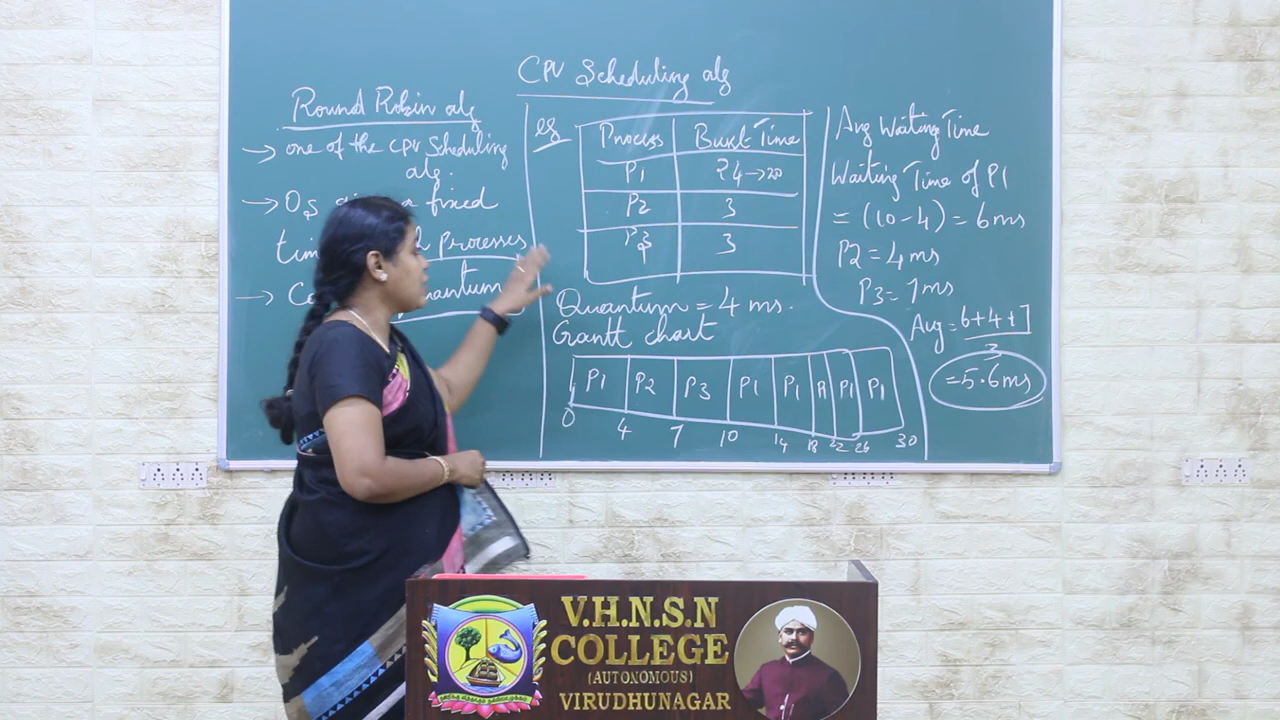 CPU Scheduling alg
Round Robin alg
→ one of the CPU Scheduling
alg.
→ OS a fixed
tim processes
→ Co quantum
eg
Process Burst Time
P1 24→20
P2 3
P3 3
Quantum = 4 ms.
Gantt chart
P1 P2 P3 P1 P1 P1 P1 P1
0 4 7 10 14 18 22 26 30
Avg Waiting Time
Waiting Time of P1
= (10-4) = 6ms
P2 = 4ms
P3 = 7ms
Avg = 6+4+7
3
= 5.6ms
V.H.N.S.N
COLLEGE
(AUTONOMOUS)
VIRUDHUNAGAR